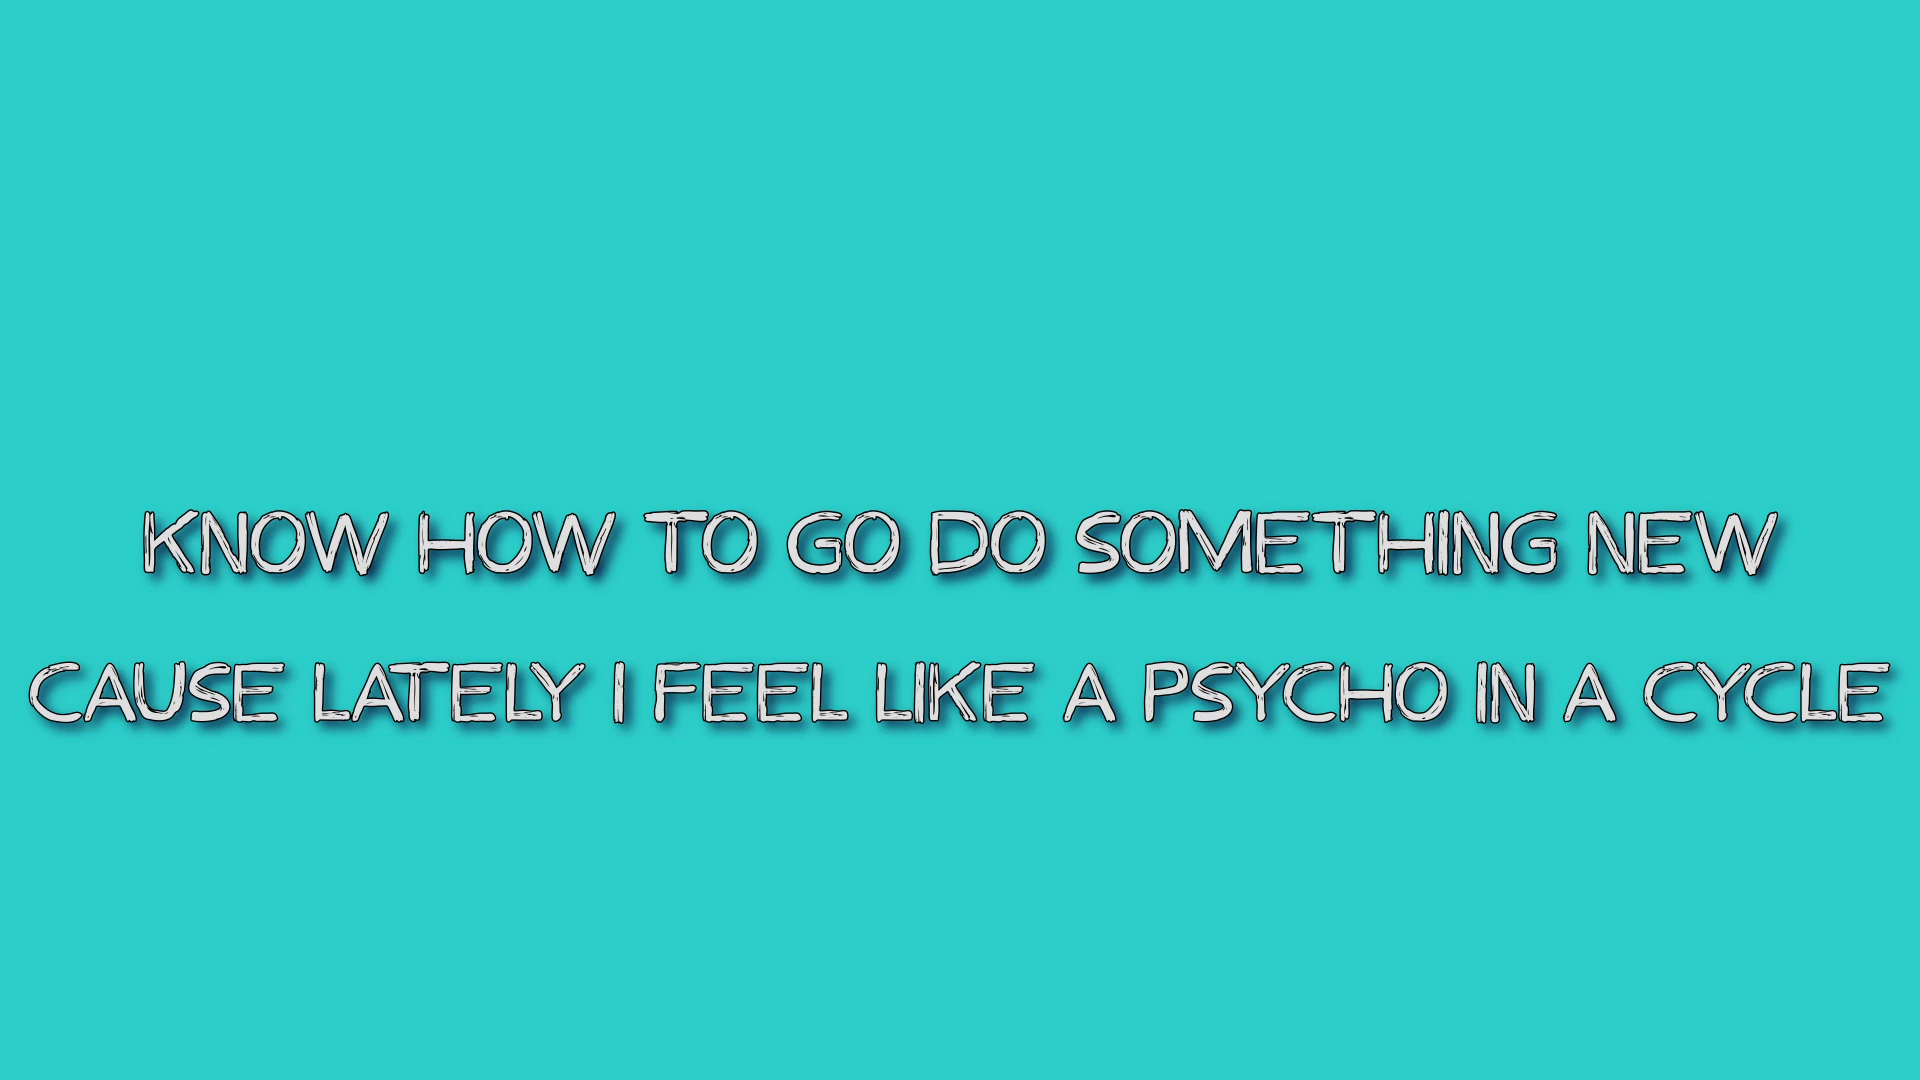 KNOW HOW TO GO DO SOMETHING NEW
CAUSE LATELY I FEEL LIKE A PSYCHO IN A CYCLE